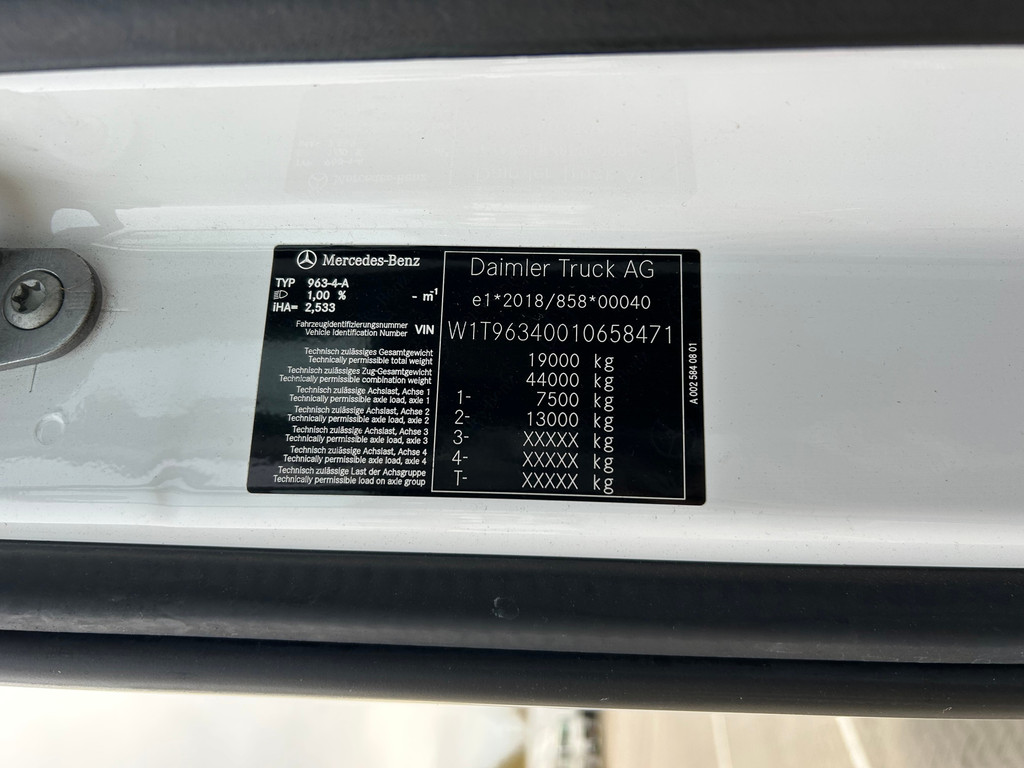 Mercedes-Benz
TYP 963-4-A
1,00 % - m⁻¹
iHA= 2,533
Fahrzeugidentifizierungsnummer
Vehicle Identification Number VIN
Technisch zulässiges Gesamtgewicht
Technically permissible total weight
Technisch zulässiges Zug-Gesamtgewicht
Technically permissible combination weight
Technisch zulässige Achslast, Achse 1
Technically permissible axle load, axle 1
Technisch zulässige Achslast, Achse 2
Technically permissible axle load, axle 2
Technisch zulässige Achslast, Achse 3
Technically permissible axle load, axle 3
Technisch zulässige Achslast, Achse 4
Technically permissible axle load, axle 4
Technisch zulässige Last der Achsgruppe
Technically permissible load on axle group
Daimler Truck AG
e1*2018/858*00040
W1T96340010658471
19000 kg
44000 kg
1- 7500 kg
2- 13000 kg
3- XXXXX kg
4- XXXXX kg
T- XXXXX kg
A 002 584 08 01